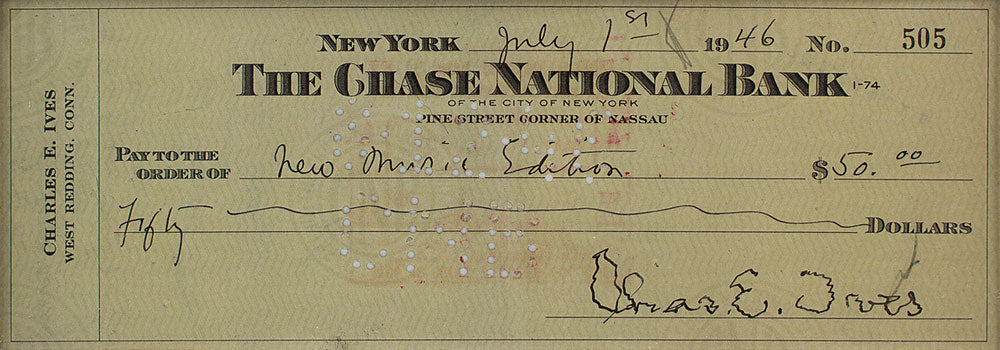 CHARLES E. IVES
WEST REDDING, CONN.
NEW YORK July 1st 1946 No. 505
THE CHASE NATIONAL BANK 1-74
OF THE CITY OF NEW YORK
PINE STREET CORNER OF NASSAU
PAY TO THE
ORDER OF New Music Edition $50.00
Fifty DOLLARS
Chas. E. Ives